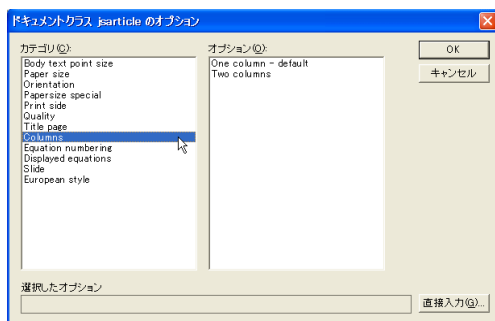 ドキュメントクラス jsarticle のオプション
カテゴリ(C):
オプション(O):
OK
キャンセル
Body text point size
Paper size
Orientation
Papersize special
Print side
Quality
Title page
Columns
Equation numbering
Displayed equations
Slide
European style
One column - default
Two columns
選択したオプション
直接入力(G)...